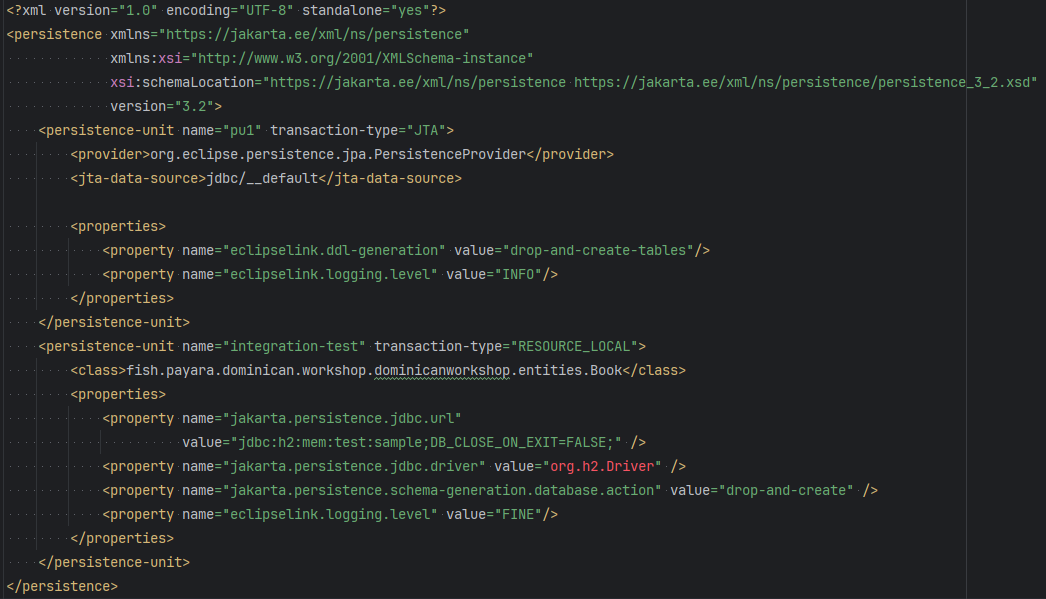 <?xml version="1.0" encoding="UTF-8" standalone="yes"?>
<persistence xmlns="https://jakarta.ee/xml/ns/persistence"
             xmlns:xsi="http://www.w3.org/2001/XMLSchema-instance"
             xsi:schemaLocation="https://jakarta.ee/xml/ns/persistence https://jakarta.ee/xml/ns/persistence/persistence_3_2.xsd"
             version="3.2">
    <persistence-unit name="pu1" transaction-type="JTA">
        <provider>org.eclipse.persistence.jpa.PersistenceProvider</provider>
        <jta-data-source>jdbc/__default</jta-data-source>

        <properties>
            <property name="eclipselink.ddl-generation" value="drop-and-create-tables"/>
            <property name="eclipselink.logging.level" value="INFO"/>
        </properties>
    </persistence-unit>
    <persistence-unit name="integration-test" transaction-type="RESOURCE_LOCAL">
        <class>fish.payara.dominican.workshop.dominicanworkshop.entities.Book</class>
        <properties>
            <property name="jakarta.persistence.jdbc.url"
                      value="jdbc:h2:mem:test:sample;DB_CLOSE_ON_EXIT=FALSE;" />
            <property name="jakarta.persistence.jdbc.driver" value="org.h2.Driver" />
            <property name="jakarta.persistence.schema-generation.database.action" value="drop-and-create" />
            <property name="eclipselink.logging.level" value="FINE"/>
        </properties>
    </persistence-unit>
</persistence>